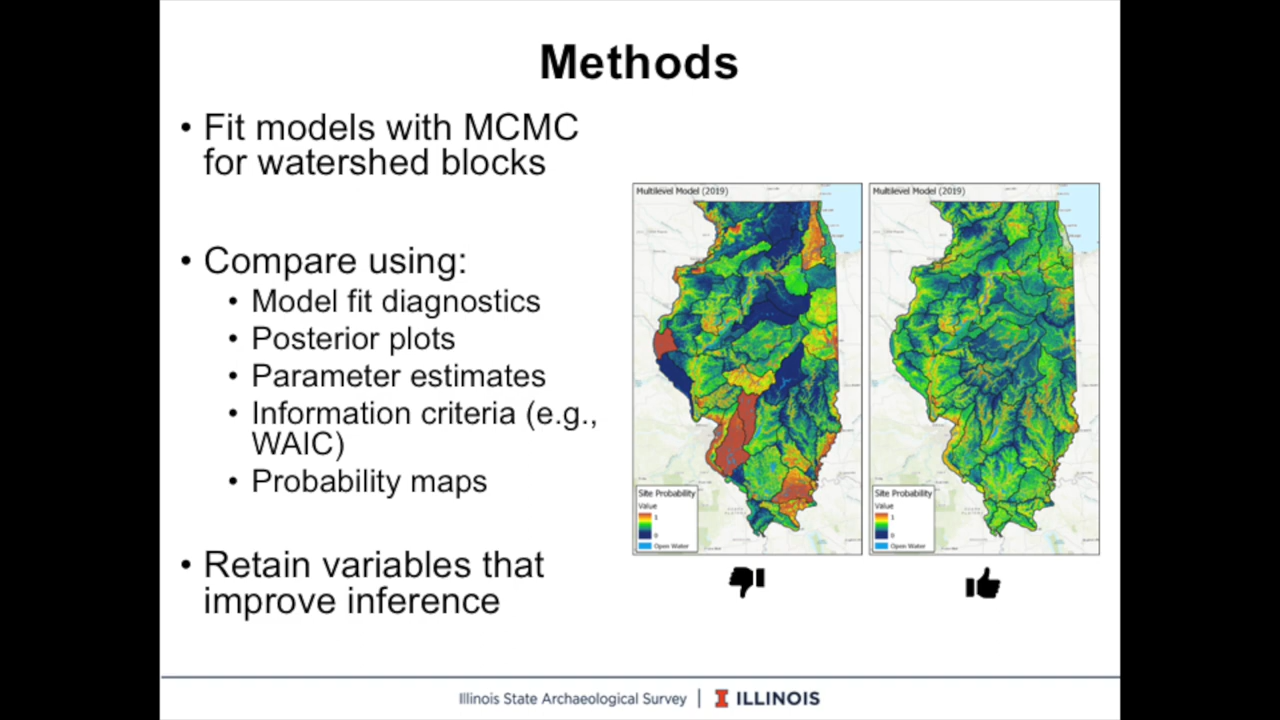 Methods
• Fit models with MCMC
for watershed blocks
• Compare using:
• Model fit diagnostics
• Posterior plots
• Parameter estimates
• Information criteria (e.g.,
WAIC)
• Probability maps
• Retain variables that
improve inference
Multilevel Model (2019)
Site Probability
Value
1
0
Open Water
Multilevel Model (2019)
Site Probability
Value
1
0
Open Water
Illinois State Archaeological Survey | I ILLINOIS